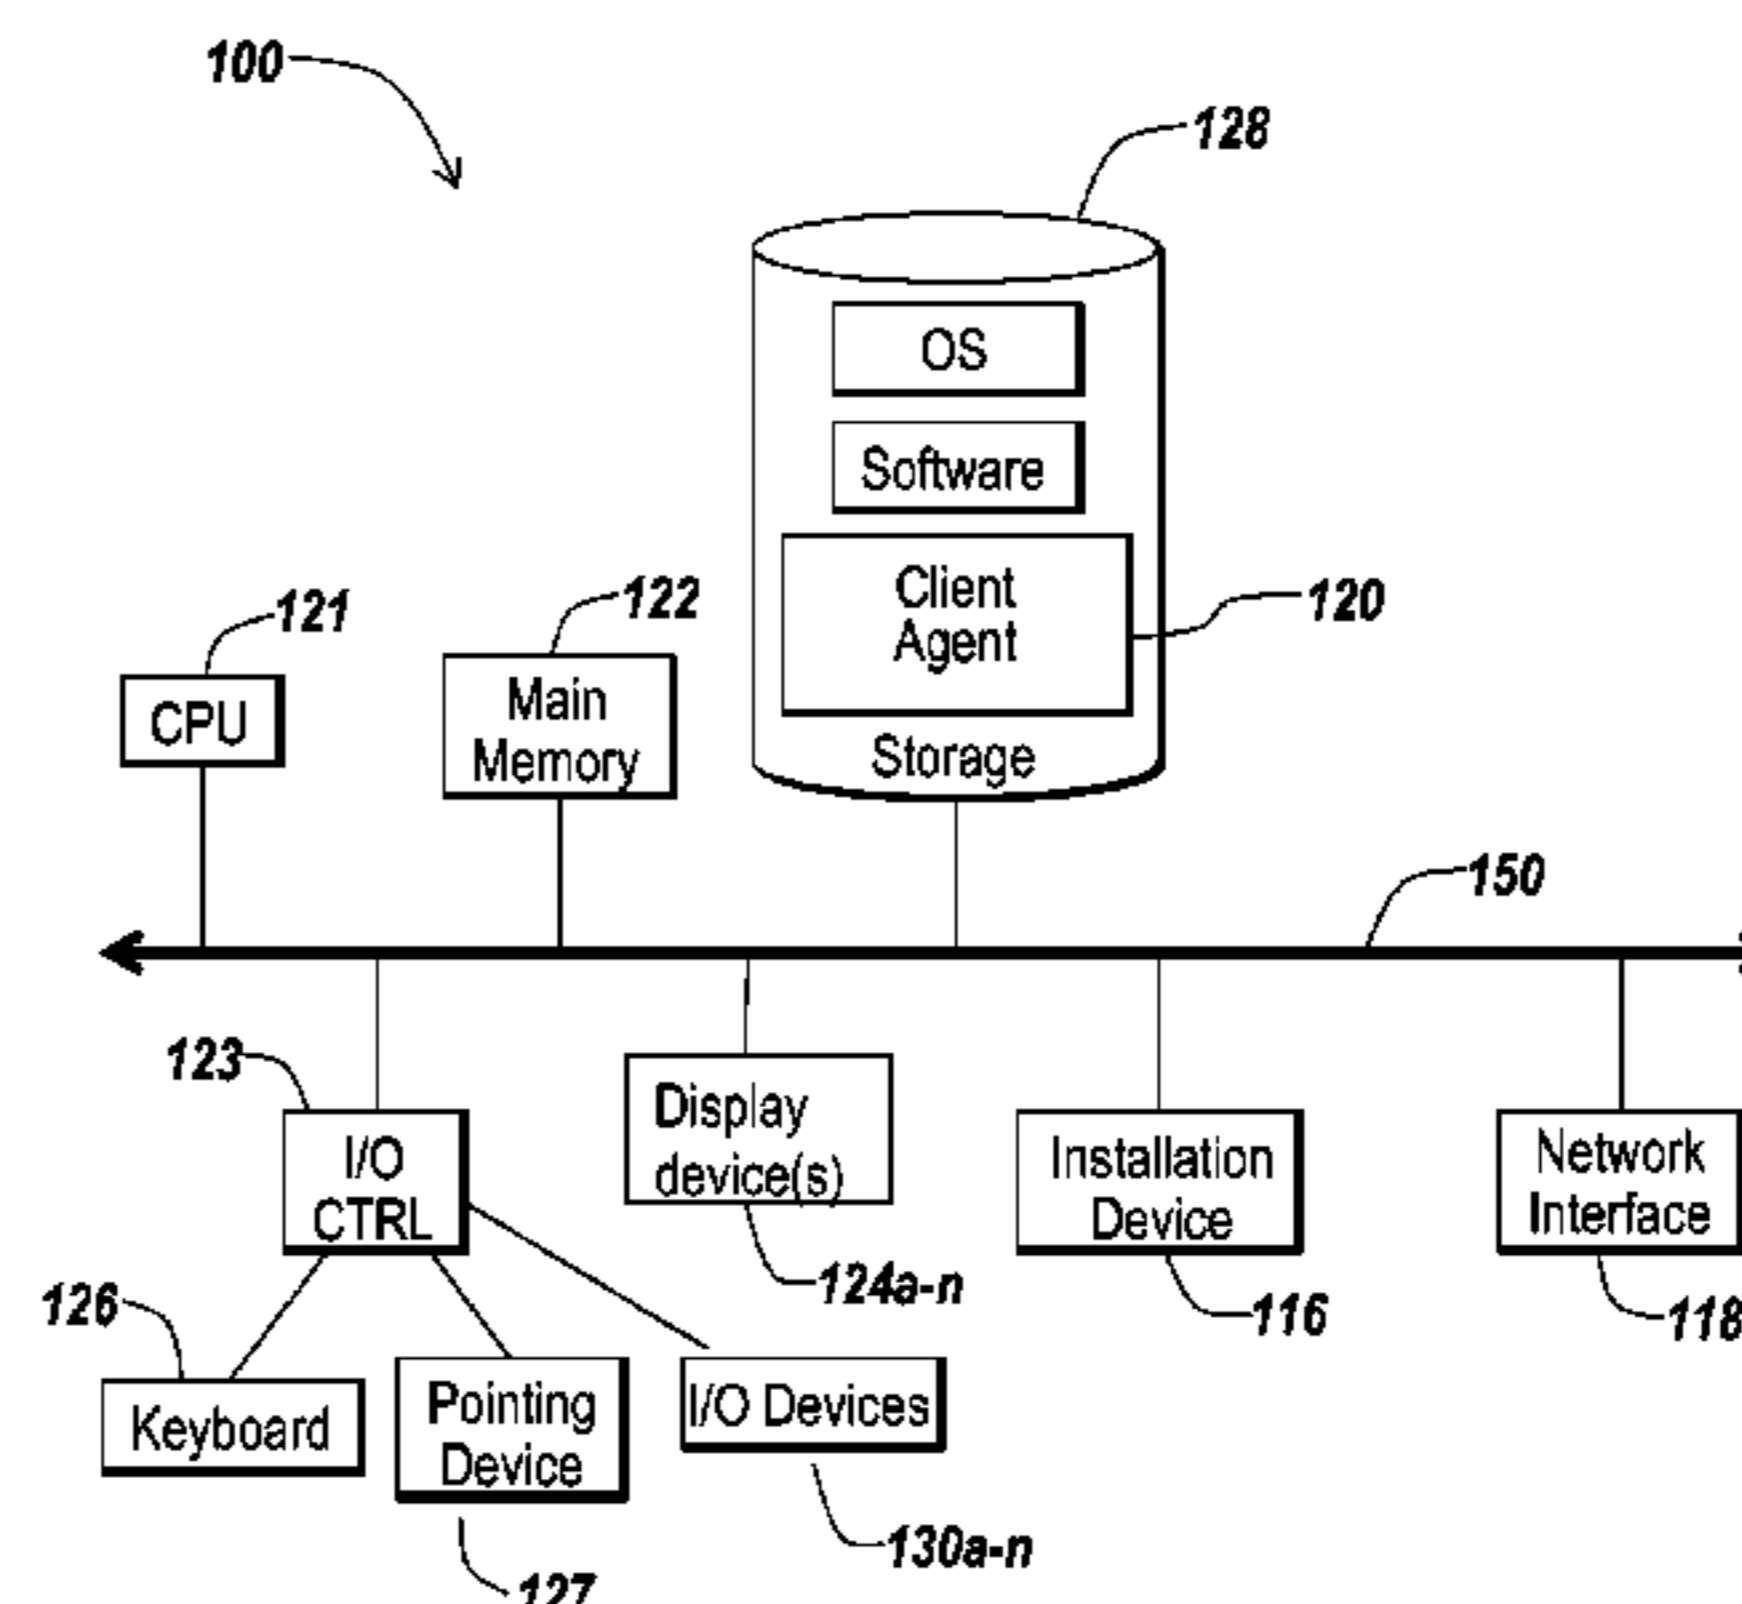 100
128
OS
Software
Client
Agent
120
Storage
121
CPU
122
Main
Memory
150
123
I/O
CTRL
Display
device(s)
124a-n
Installation
Device
116
Network
Interface
118
126
Keyboard
Pointing
Device
127
I/O Devices
130a-n